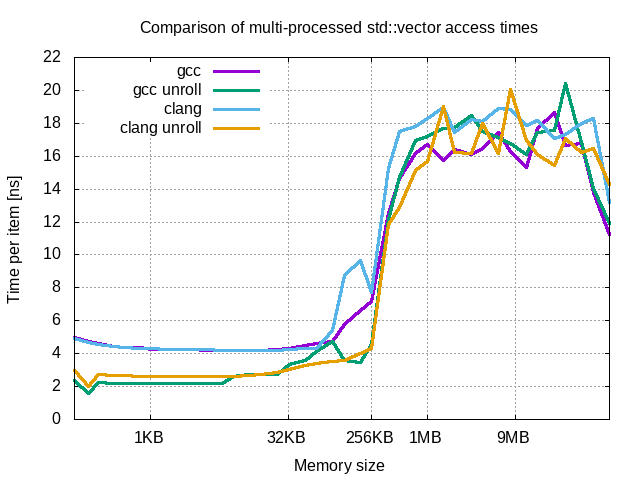 Comparison of multi-processed std::vector access times
22
20
18
16
14
12
10
8
6
4
2
0
Time per item [ns]
gcc
gcc unroll
clang
clang unroll
1KB
32KB
256KB
1MB
9MB
Memory size